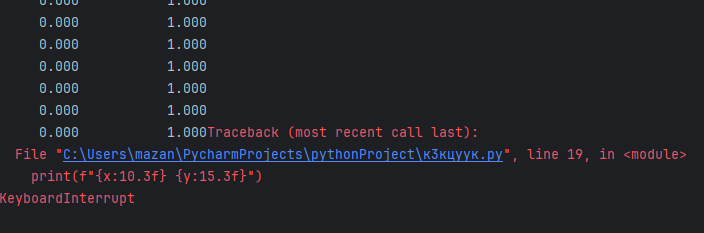 0.000 1.000
0.000 1.000
0.000 1.000
0.000 1.000
0.000 1.000
0.000 1.000
0.000 1.000Traceback (most recent call last):
File "C:\Users\mazan\PycharmProjects\pythonProject\к3кцуук.py", line 19, in <module>
print(f"{x:10.3f} {y:15.3f}")
KeyboardInterrupt